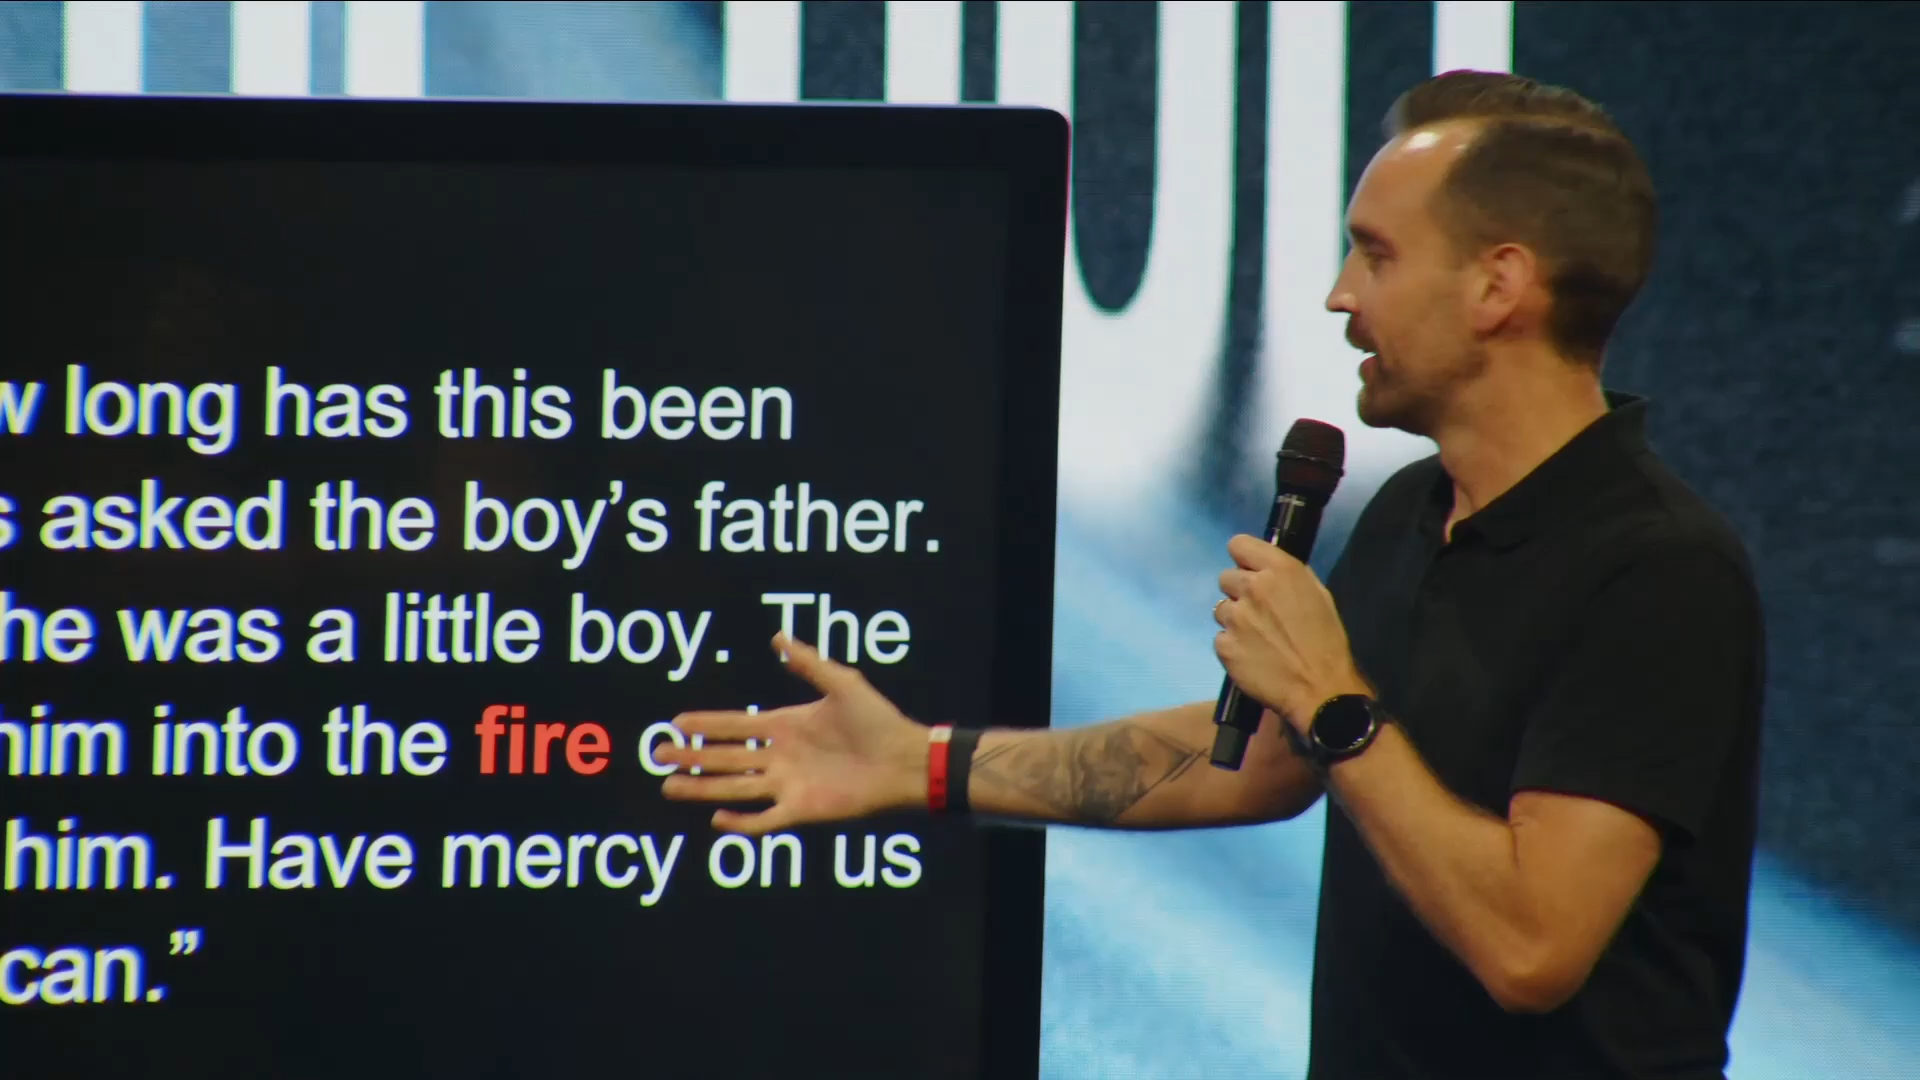 long has this been
asked the boy's father.
he was a little boy. The
him into the fire
him. Have mercy on us
can.”